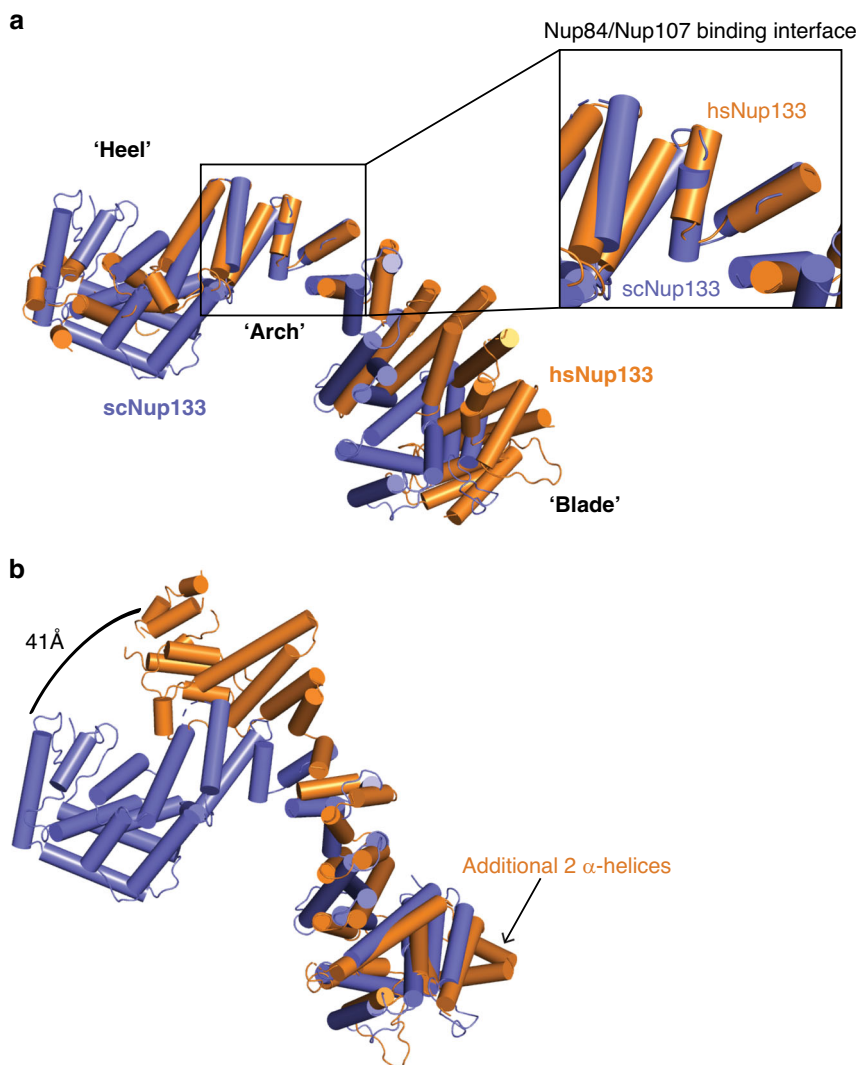 a
Nup84/Nup107 binding interface
hsNup133
'Heel'
scNup133
'Arch'
scNup133
hsNup133
'Blade'
b
41Å
Additional 2 α-helices